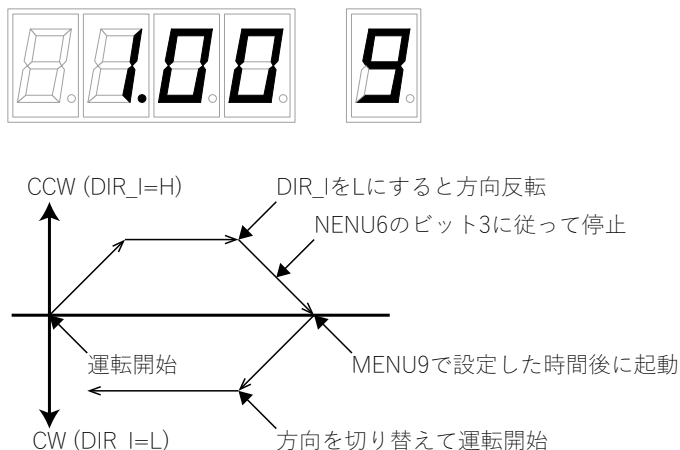 1.00 9
CCW (DIR_I=H)
DIR_IをLにすると方向反転
NENU6のビット3に従って停止
運転開始
MENU9で設定した時間後に起動
CW (DIR_I=L)
方向を切り替えて運転開始